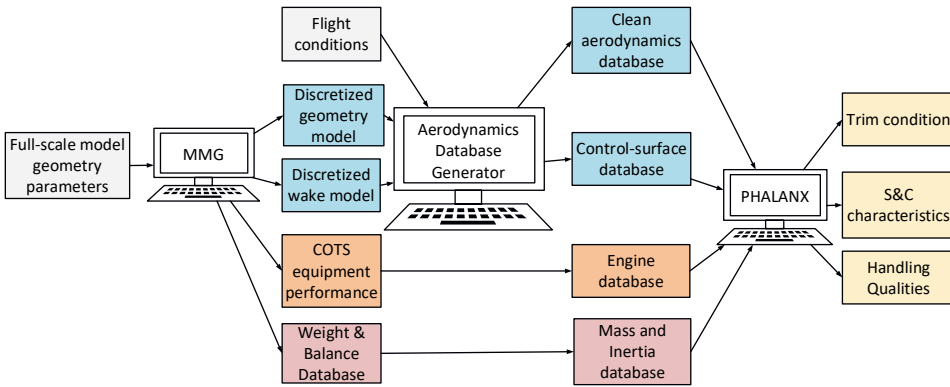 Full-scale model
geometry
parameters
MMG
Flight
conditions
Discretized
geometry
model
Discretized
wake model
COTS
equipment
performance
Weight &
Balance
Database
Aerodynamics
Database
Generator
Clean
aerodynamics
database
Control-surface
database
Engine
database
Mass and
Inertia
database
PHALANX
Trim condition
S&C
characteristics
Handling
Qualities